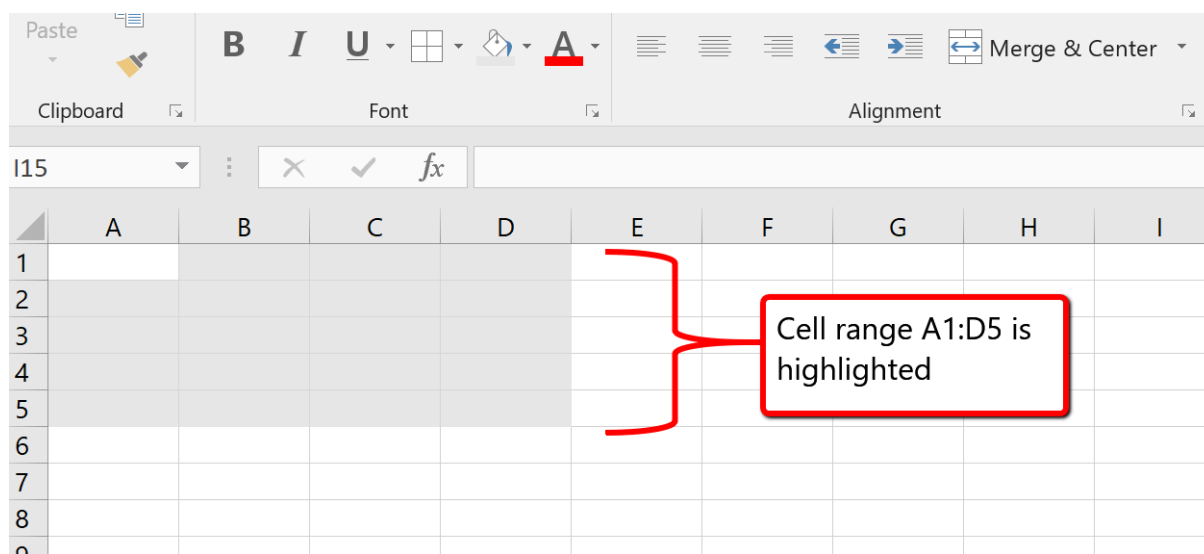 Paste
B I U A Merge & Center
Clipboard Font Alignment
I15 fx
A B C D E F G H I
1
2
3
4
5
6
7
8
9
Cell range A1:D5 is
highlighted